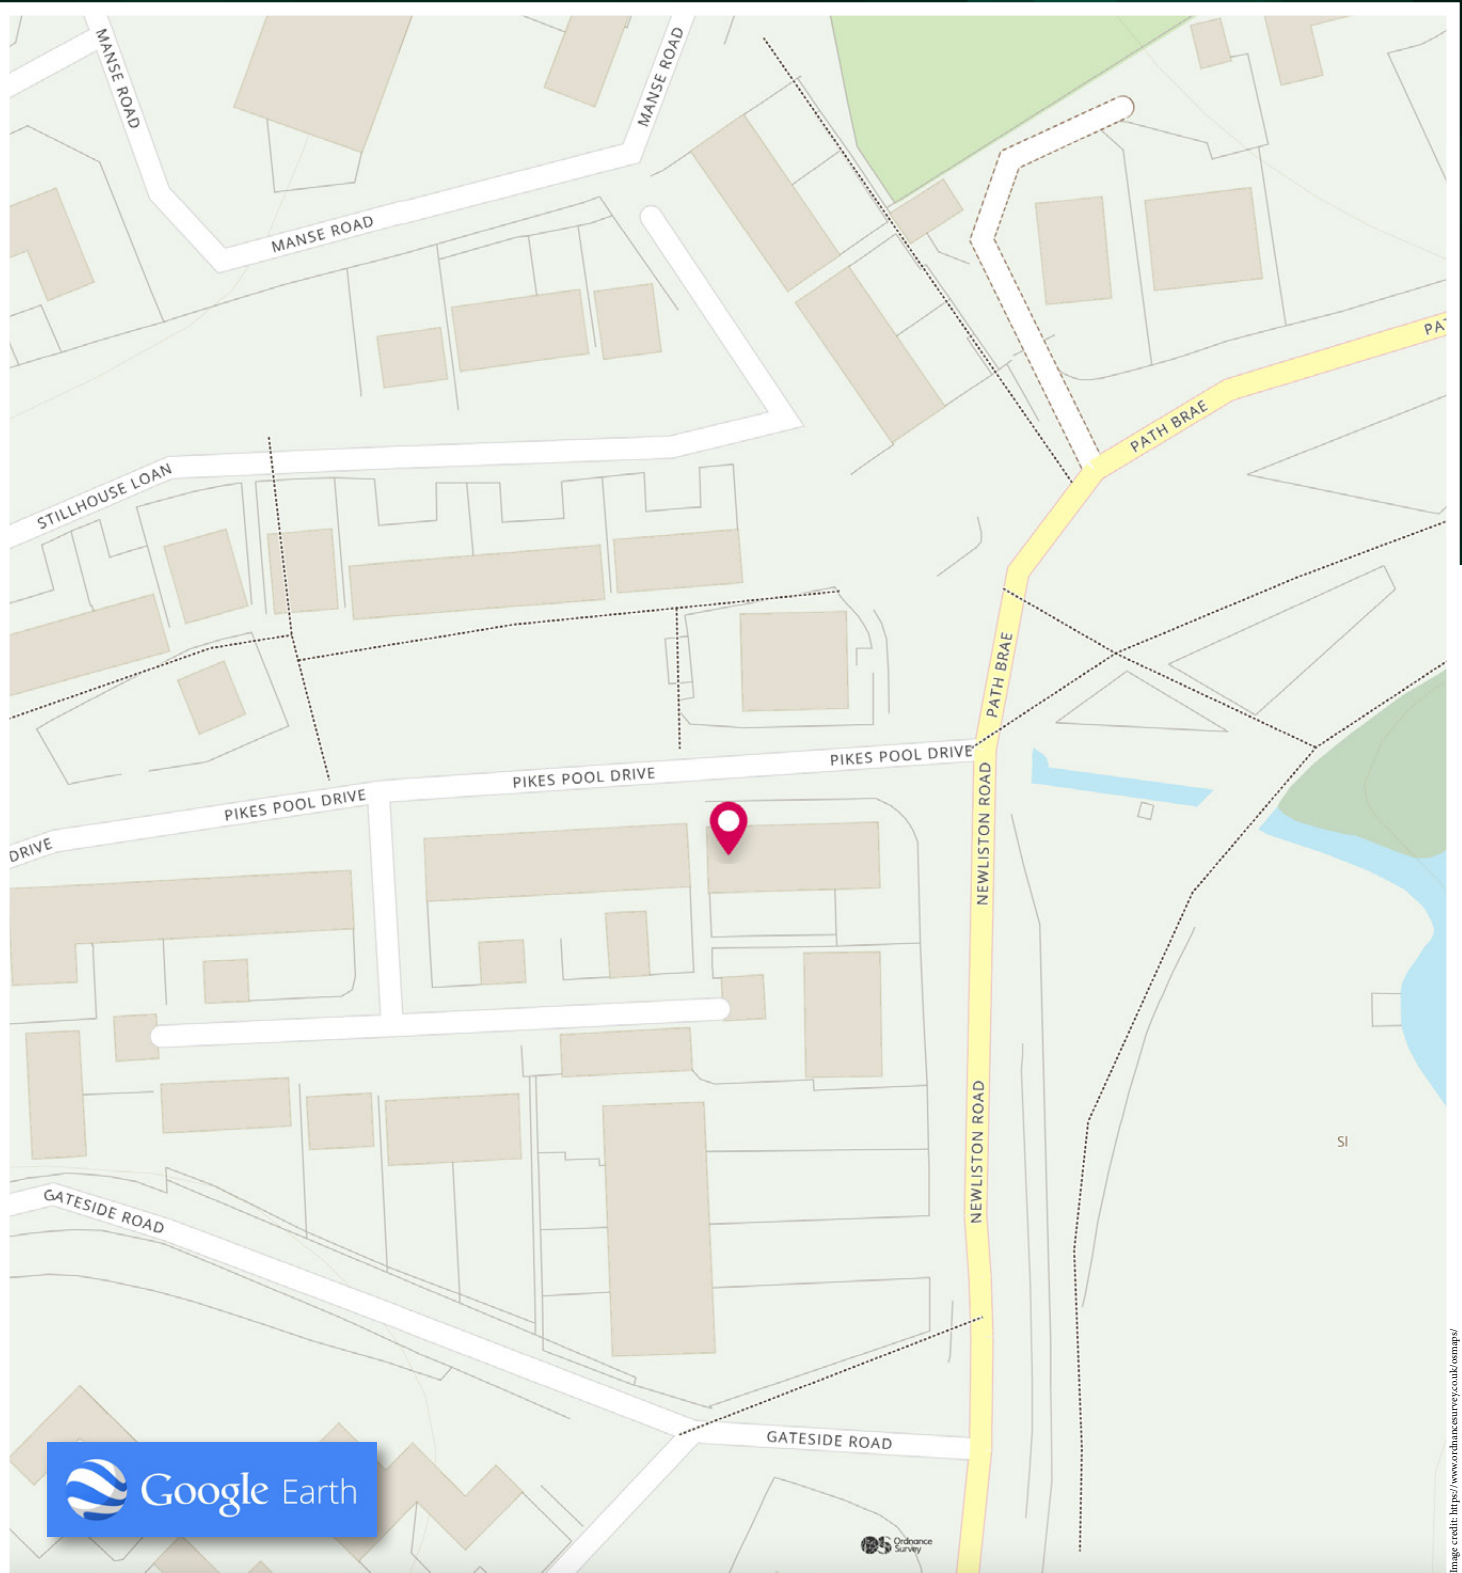 MANSE ROAD
MANSE ROAD
MANSE ROAD
PAT
PATH BRAE
STILLHOUSE LOAN
PATH BRAE
PIKES POOL DRIVE
PIKES POOL DRIVE
PIKES POOL DRIVE
DRIVE
NEWLISTON ROAD
NEWLISTON ROAD
SI
GATESIDE ROAD
GATESIDE ROAD
Google Earth
OS Ordnance
Survey
Image credit: https://www.ordnancesurvey.co.uk/osmaps/